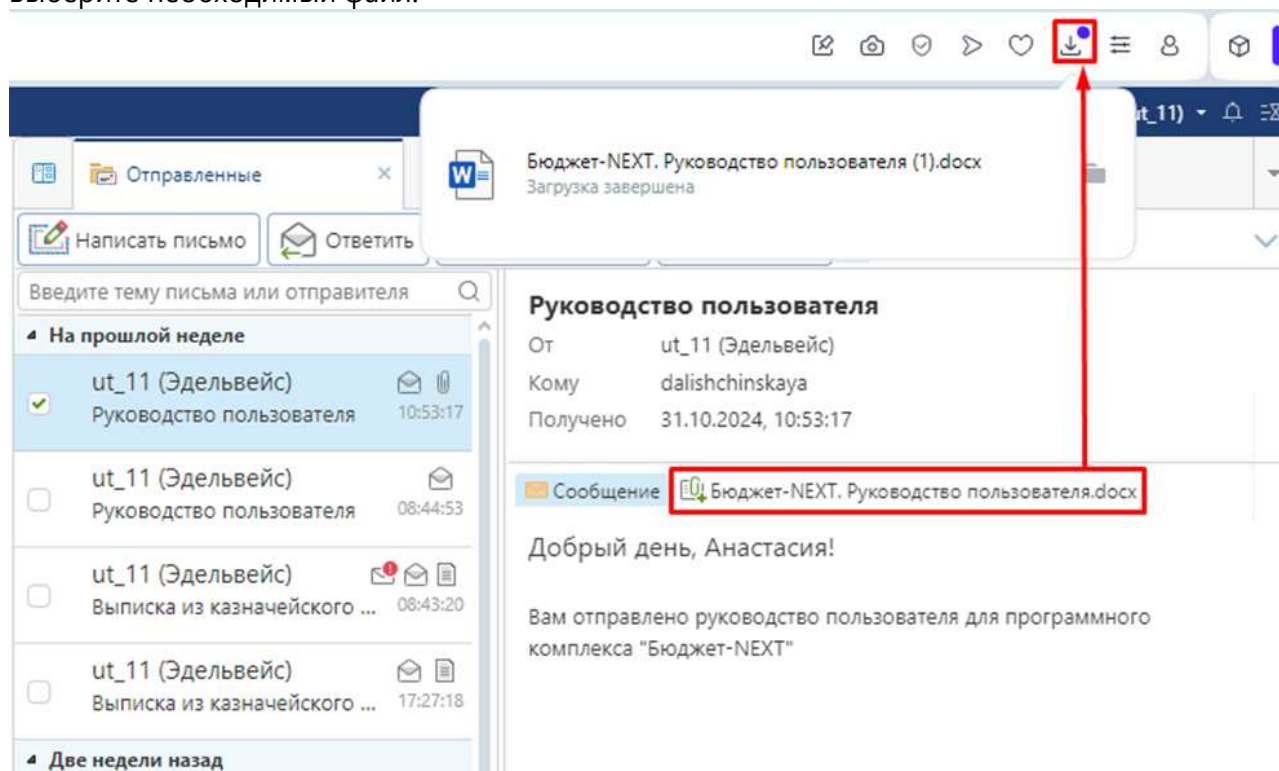 выберите необходимый файл.
ut_11)
Отправленные
Бюджет-NEXT. Руководство пользователя (1).docx
Загрузка завершена
Написать письмо
Ответить
Введите тему письма или отправителя
На прошлой неделе
ut_11 (Эдельвейс)
Руководство пользователя 10:53:17
ut_11 (Эдельвейс)
Руководство пользователя 08:44:53
ut_11 (Эдельвейс)
Выписка из казначейского ... 08:43:20
ut_11 (Эдельвейс)
Выписка из казначейского ... 17:27:18
Две недели назад
Руководство пользователя
От ut_11 (Эдельвейс)
Кому dalishchinskaya
Получено 31.10.2024, 10:53:17
Сообщение Бюджет-NEXT. Руководство пользователя.docx
Добрый день, Анастасия!
Вам отправлено руководство пользователя для программного
комплекса "Бюджет-NEXT"